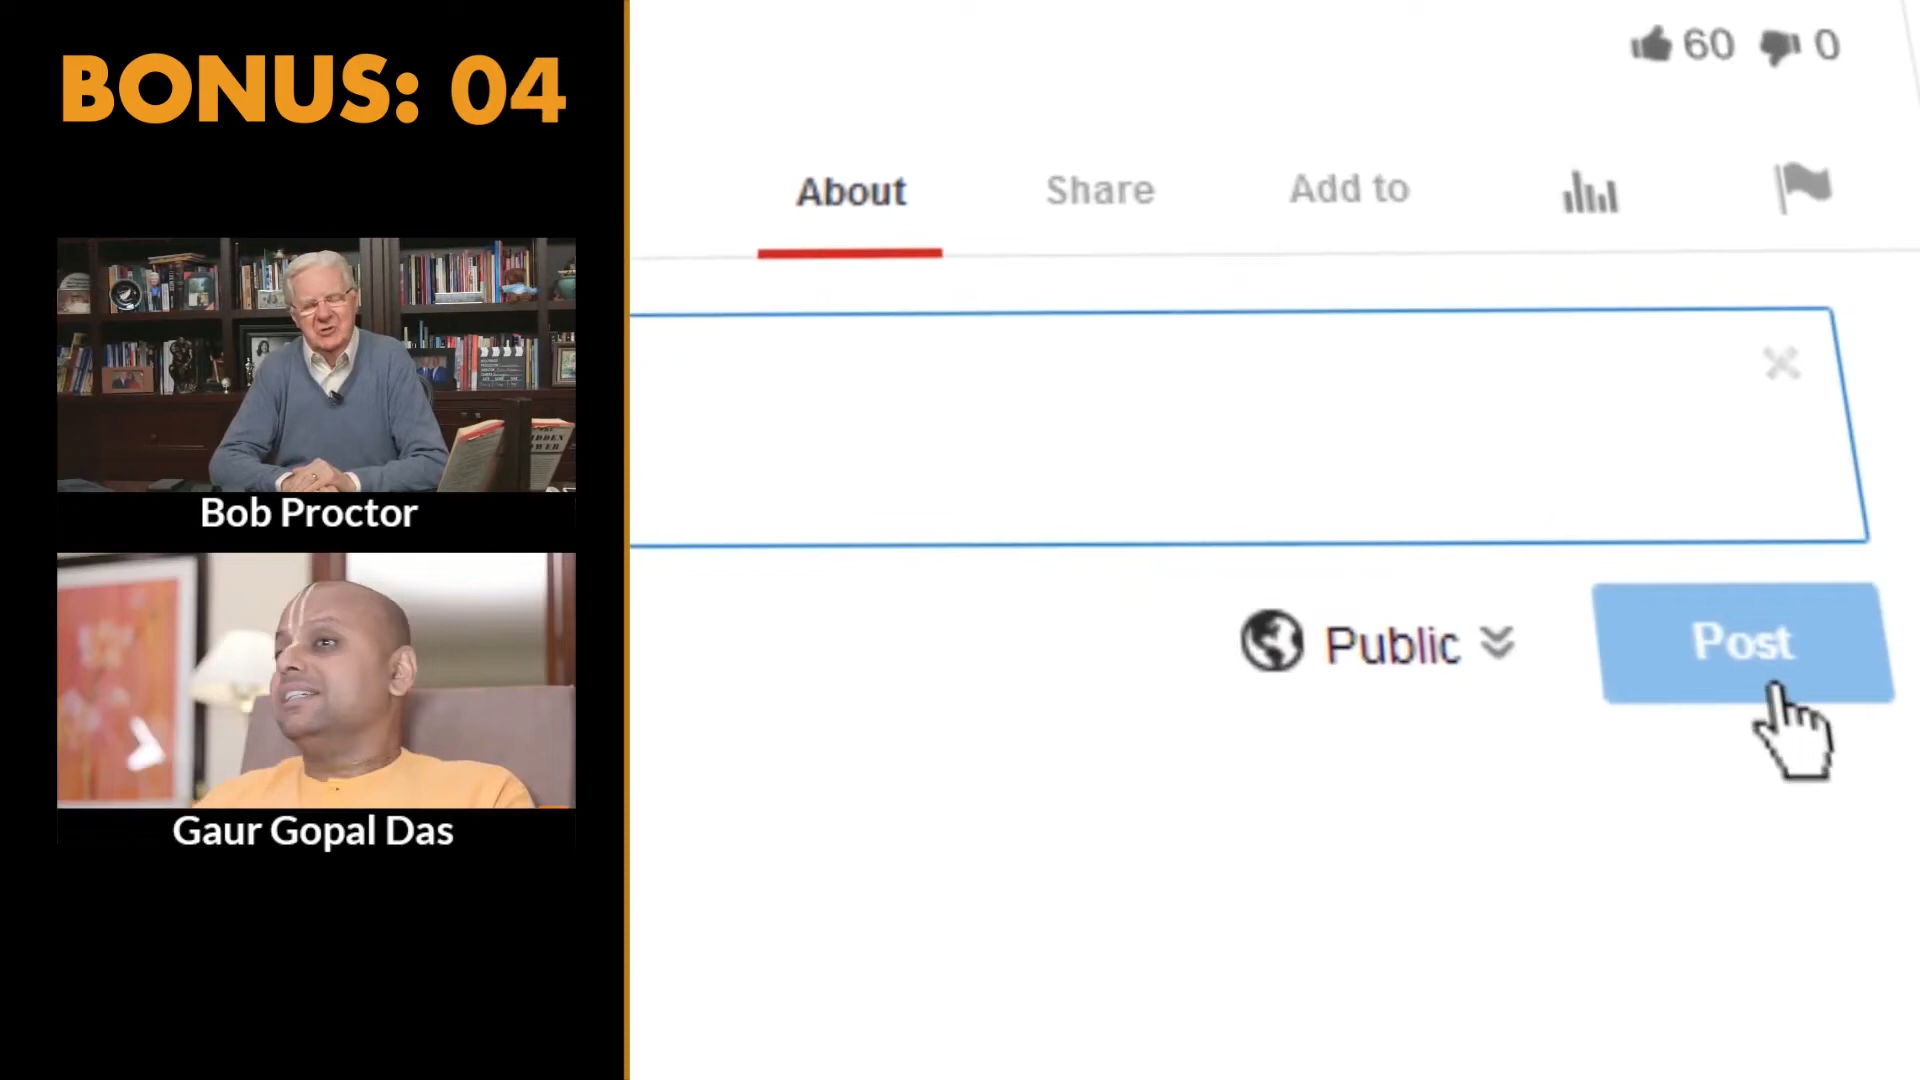 BONUS: 04
Bob Proctor
Gaur Gopal Das
60 0
About Share Add to
Public
Post